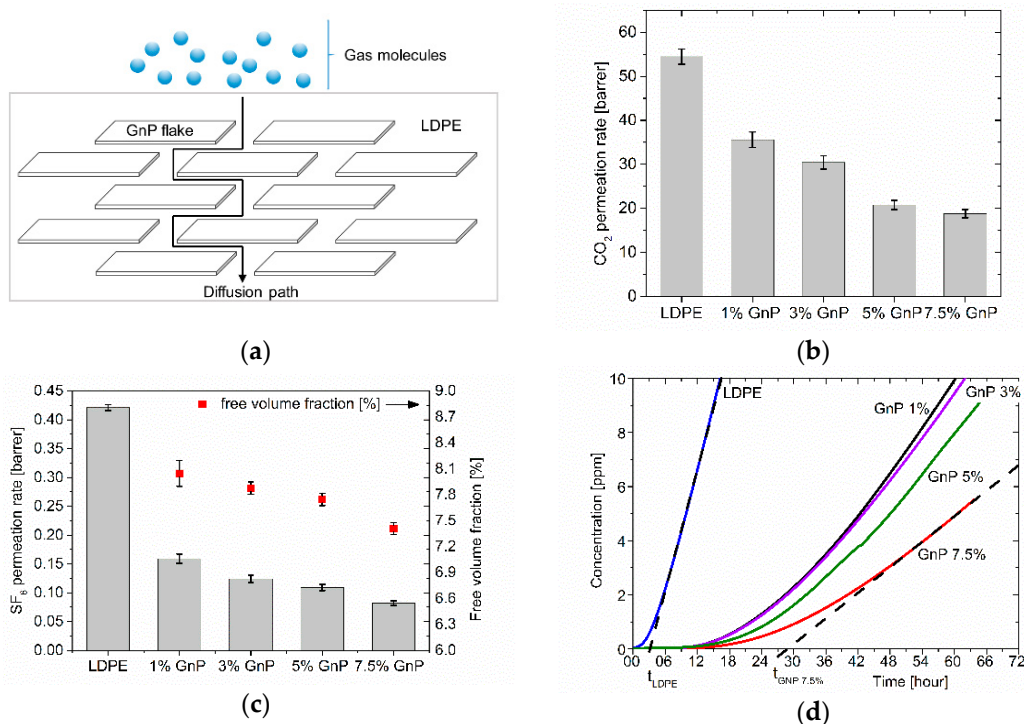 Gas molecules
GnP flake
LDPE
Diffusion path
(a)
CO2 permeation rate [barrer]
60
50
40
30
20
10
0
LDPE 1% GnP 3% GnP 5% GnP 7.5% GnP
(b)
SF6 permeation rate [barrer]
0.45
0.40
0.35
0.30
0.25
0.20
0.15
0.10
0.05
0.00
free volume fraction [%]
9.0
8.7
8.4
8.1
7.8
7.5
7.2
6.9
6.6
6.3
6.0
Free volume fraction [%]
LDPE 1% GnP 3% GnP 5% GnP 7.5% GnP
(c)
Concentration [ppm]
10
8
6
4
2
0
LDPE
GnP 1%
GnP 3%
GnP 5%
GnP 7.5%
00 06 12 18 24 30 36 42 48 54 60 66 72
tLDPE
tGNP 7.5%
Time [hour]
(d)